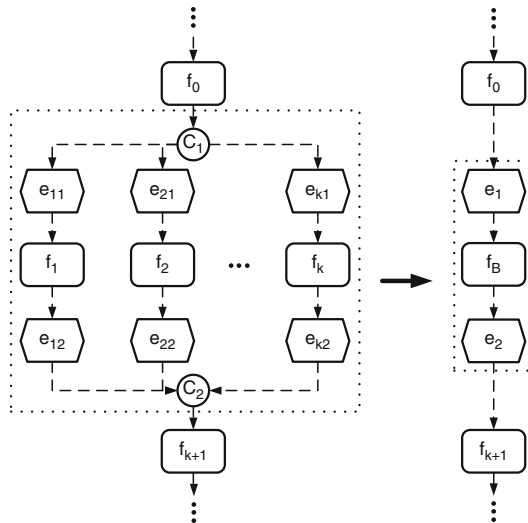 f0 f0
C1
e11 e21 ek1 e1
f1 f2 ... fk fB
e12 e22 ek2 e2
C2
fk+1 fk+1